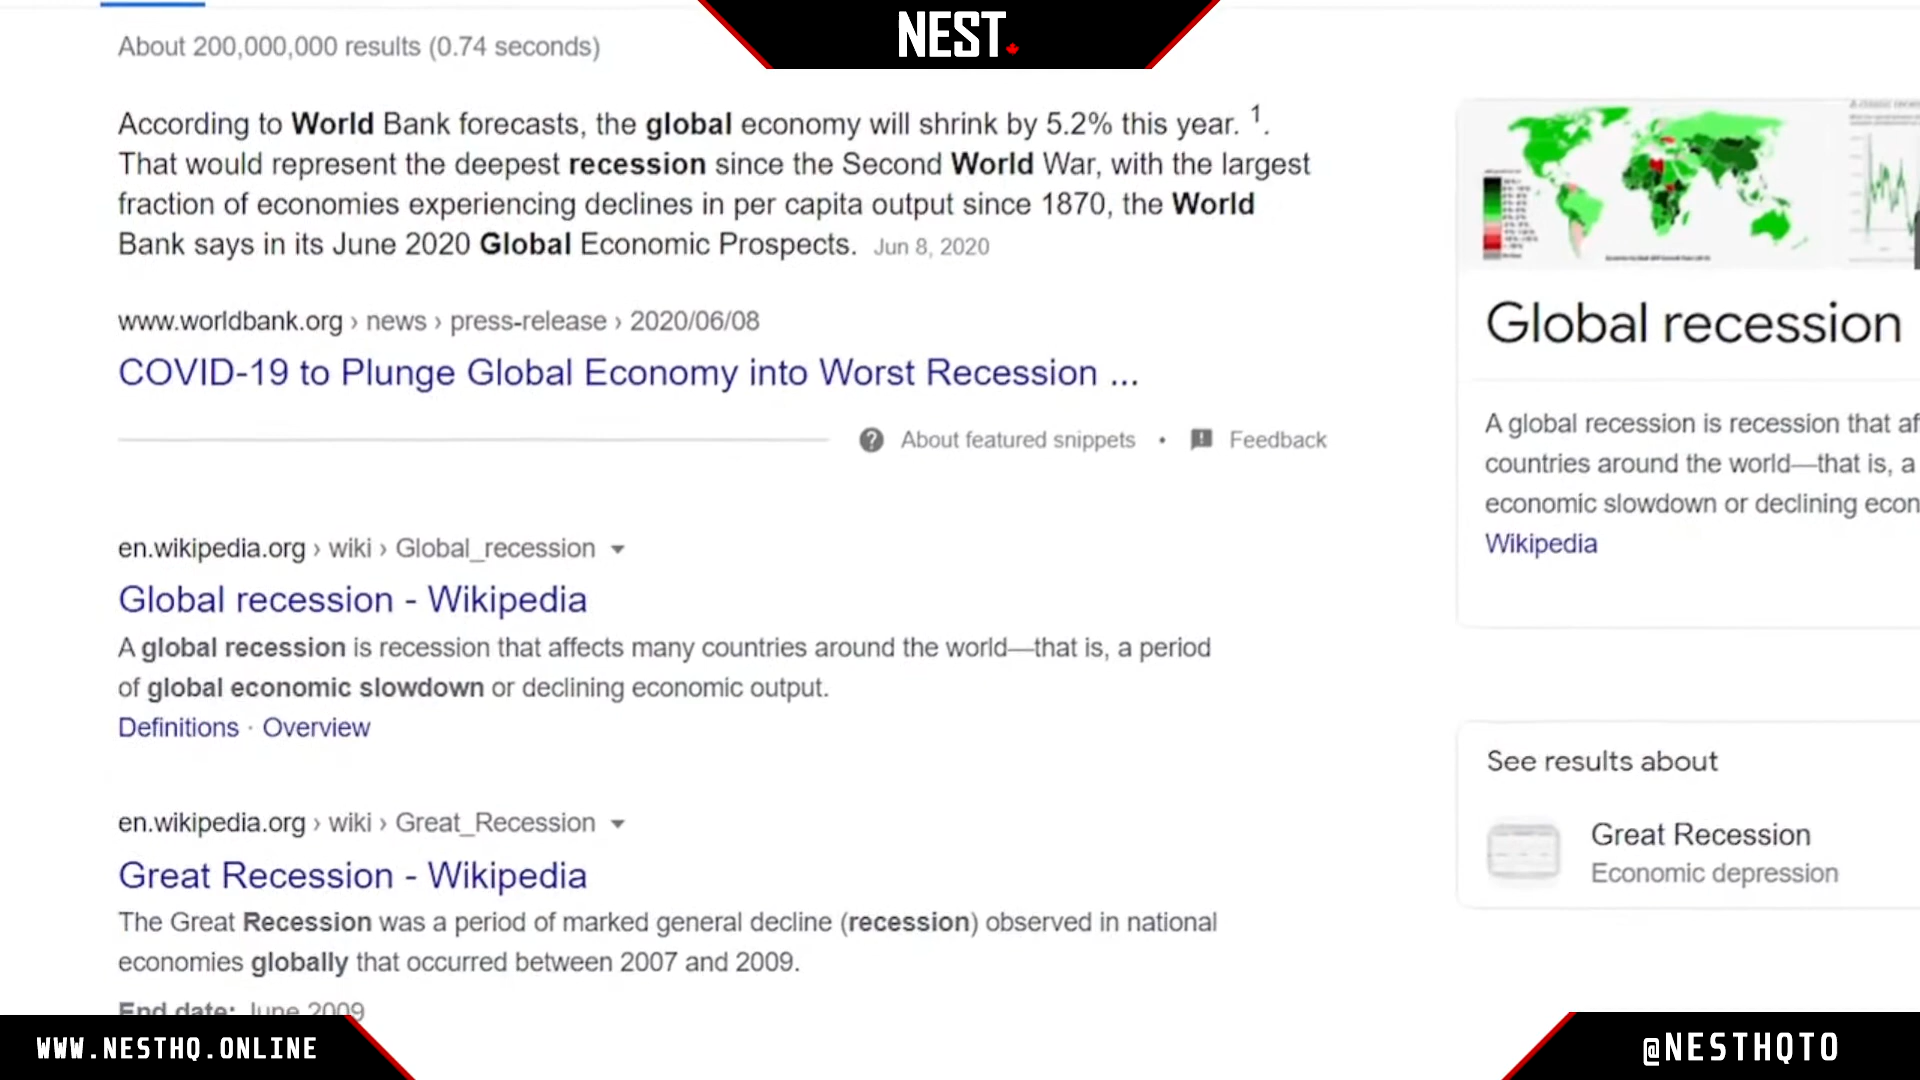 NEST.
About 200,000,000 results (0.74 seconds)
According to World Bank forecasts, the global economy will shrink by 5.2% this year. 1.
That would represent the deepest recession since the Second World War, with the largest
fraction of economies experiencing declines in per capita output since 1870, the World
Bank says in its June 2020 Global Economic Prospects. Jun 8, 2020
www.worldbank.org › news › press-release › 2020/06/08
COVID-19 to Plunge Global Economy into Worst Recession ...
About featured snippets • Feedback
en.wikipedia.org › wiki › Global_recession
Global recession - Wikipedia
A global recession is recession that affects many countries around the world—that is, a period
of global economic slowdown or declining economic output.
Definitions · Overview
en.wikipedia.org › wiki › Great_Recession
Great Recession - Wikipedia
The Great Recession was a period of marked general decline (recession) observed in national
economies globally that occurred between 2007 and 2009.
End date: June 2009
Global recession
A global recession is recession that af
countries around the world—that is, a
economic slowdown or declining econ
Wikipedia
See results about
Great Recession
Economic depression
WWW.NESTHQ.ONLINE
@NESTHQTO